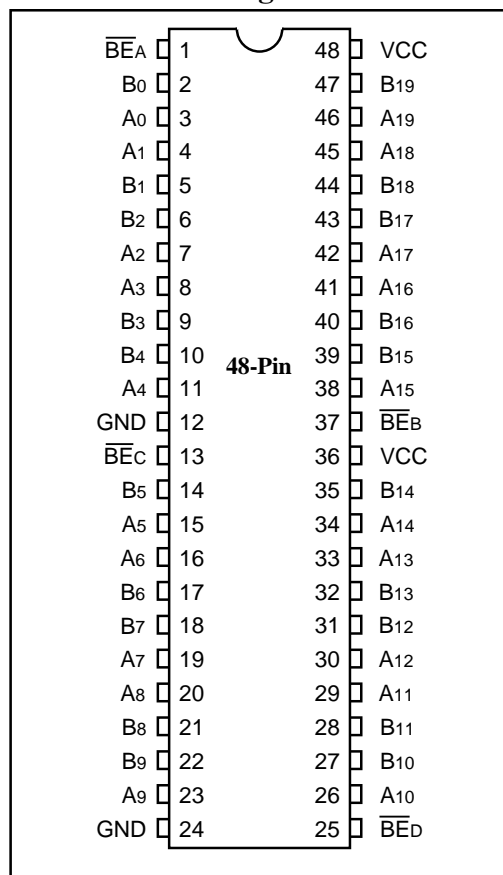 B̅E̅A 1 48 VCC
B0 2 47 B19
A0 3 46 A19
A1 4 45 A18
B1 5 44 B18
B2 6 43 B17
A2 7 42 A17
A3 8 41 A16
B3 9 40 B16
B4 10 39 B15
48-Pin
A4 11 38 A15
GND 12 37 B̅E̅B
B̅E̅C 13 36 VCC
B5 14 35 B14
A5 15 34 A14
A6 16 33 A13
B6 17 32 B13
B7 18 31 B12
A7 19 30 A12
A8 20 29 A11
B8 21 28 B11
B9 22 27 B10
A9 23 26 A10
GND 24 25 B̅E̅D